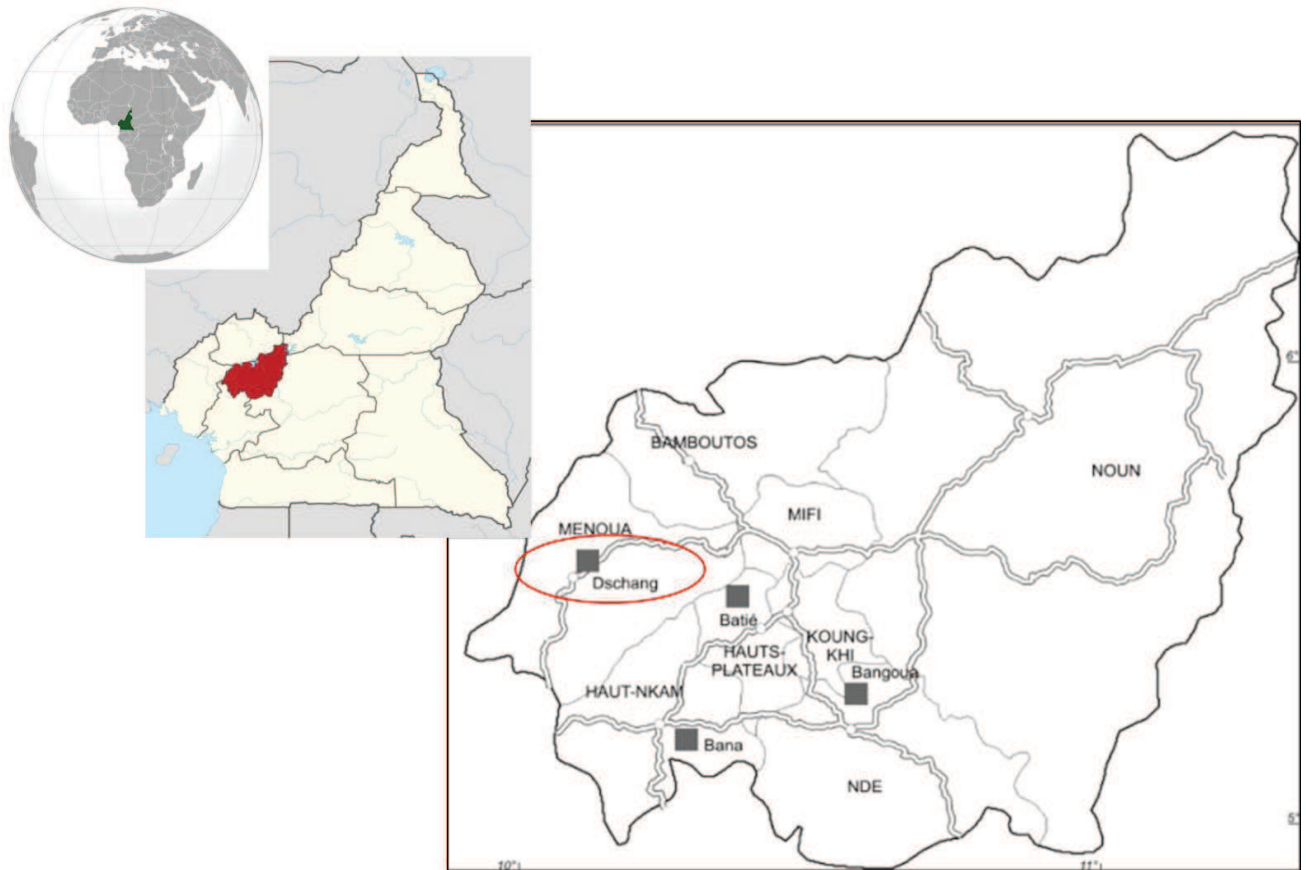 6°
BAMBOUTOS
NOUN
MIFI
MENOUA
Dschang
Batié
KOUNG-
KHI
HAUTS-
PLATEAUX
Bangoua
HAUT-NKAM
Bana
NDE
5°
10°
11°